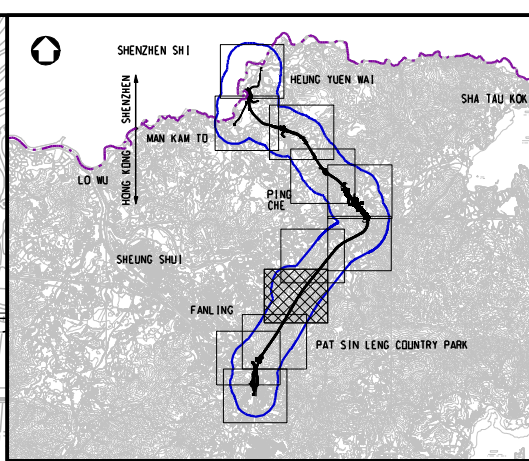 SHENZHEN SHI
HEUNG YUEN WAI
SHENZHEN
SHA TAU KOK
MAN KAM TO
LO WU
HONG KONG
PING
CHE
SHEUNG SHUI
FANLING
PAT SIN LENG COUNTRY PARK